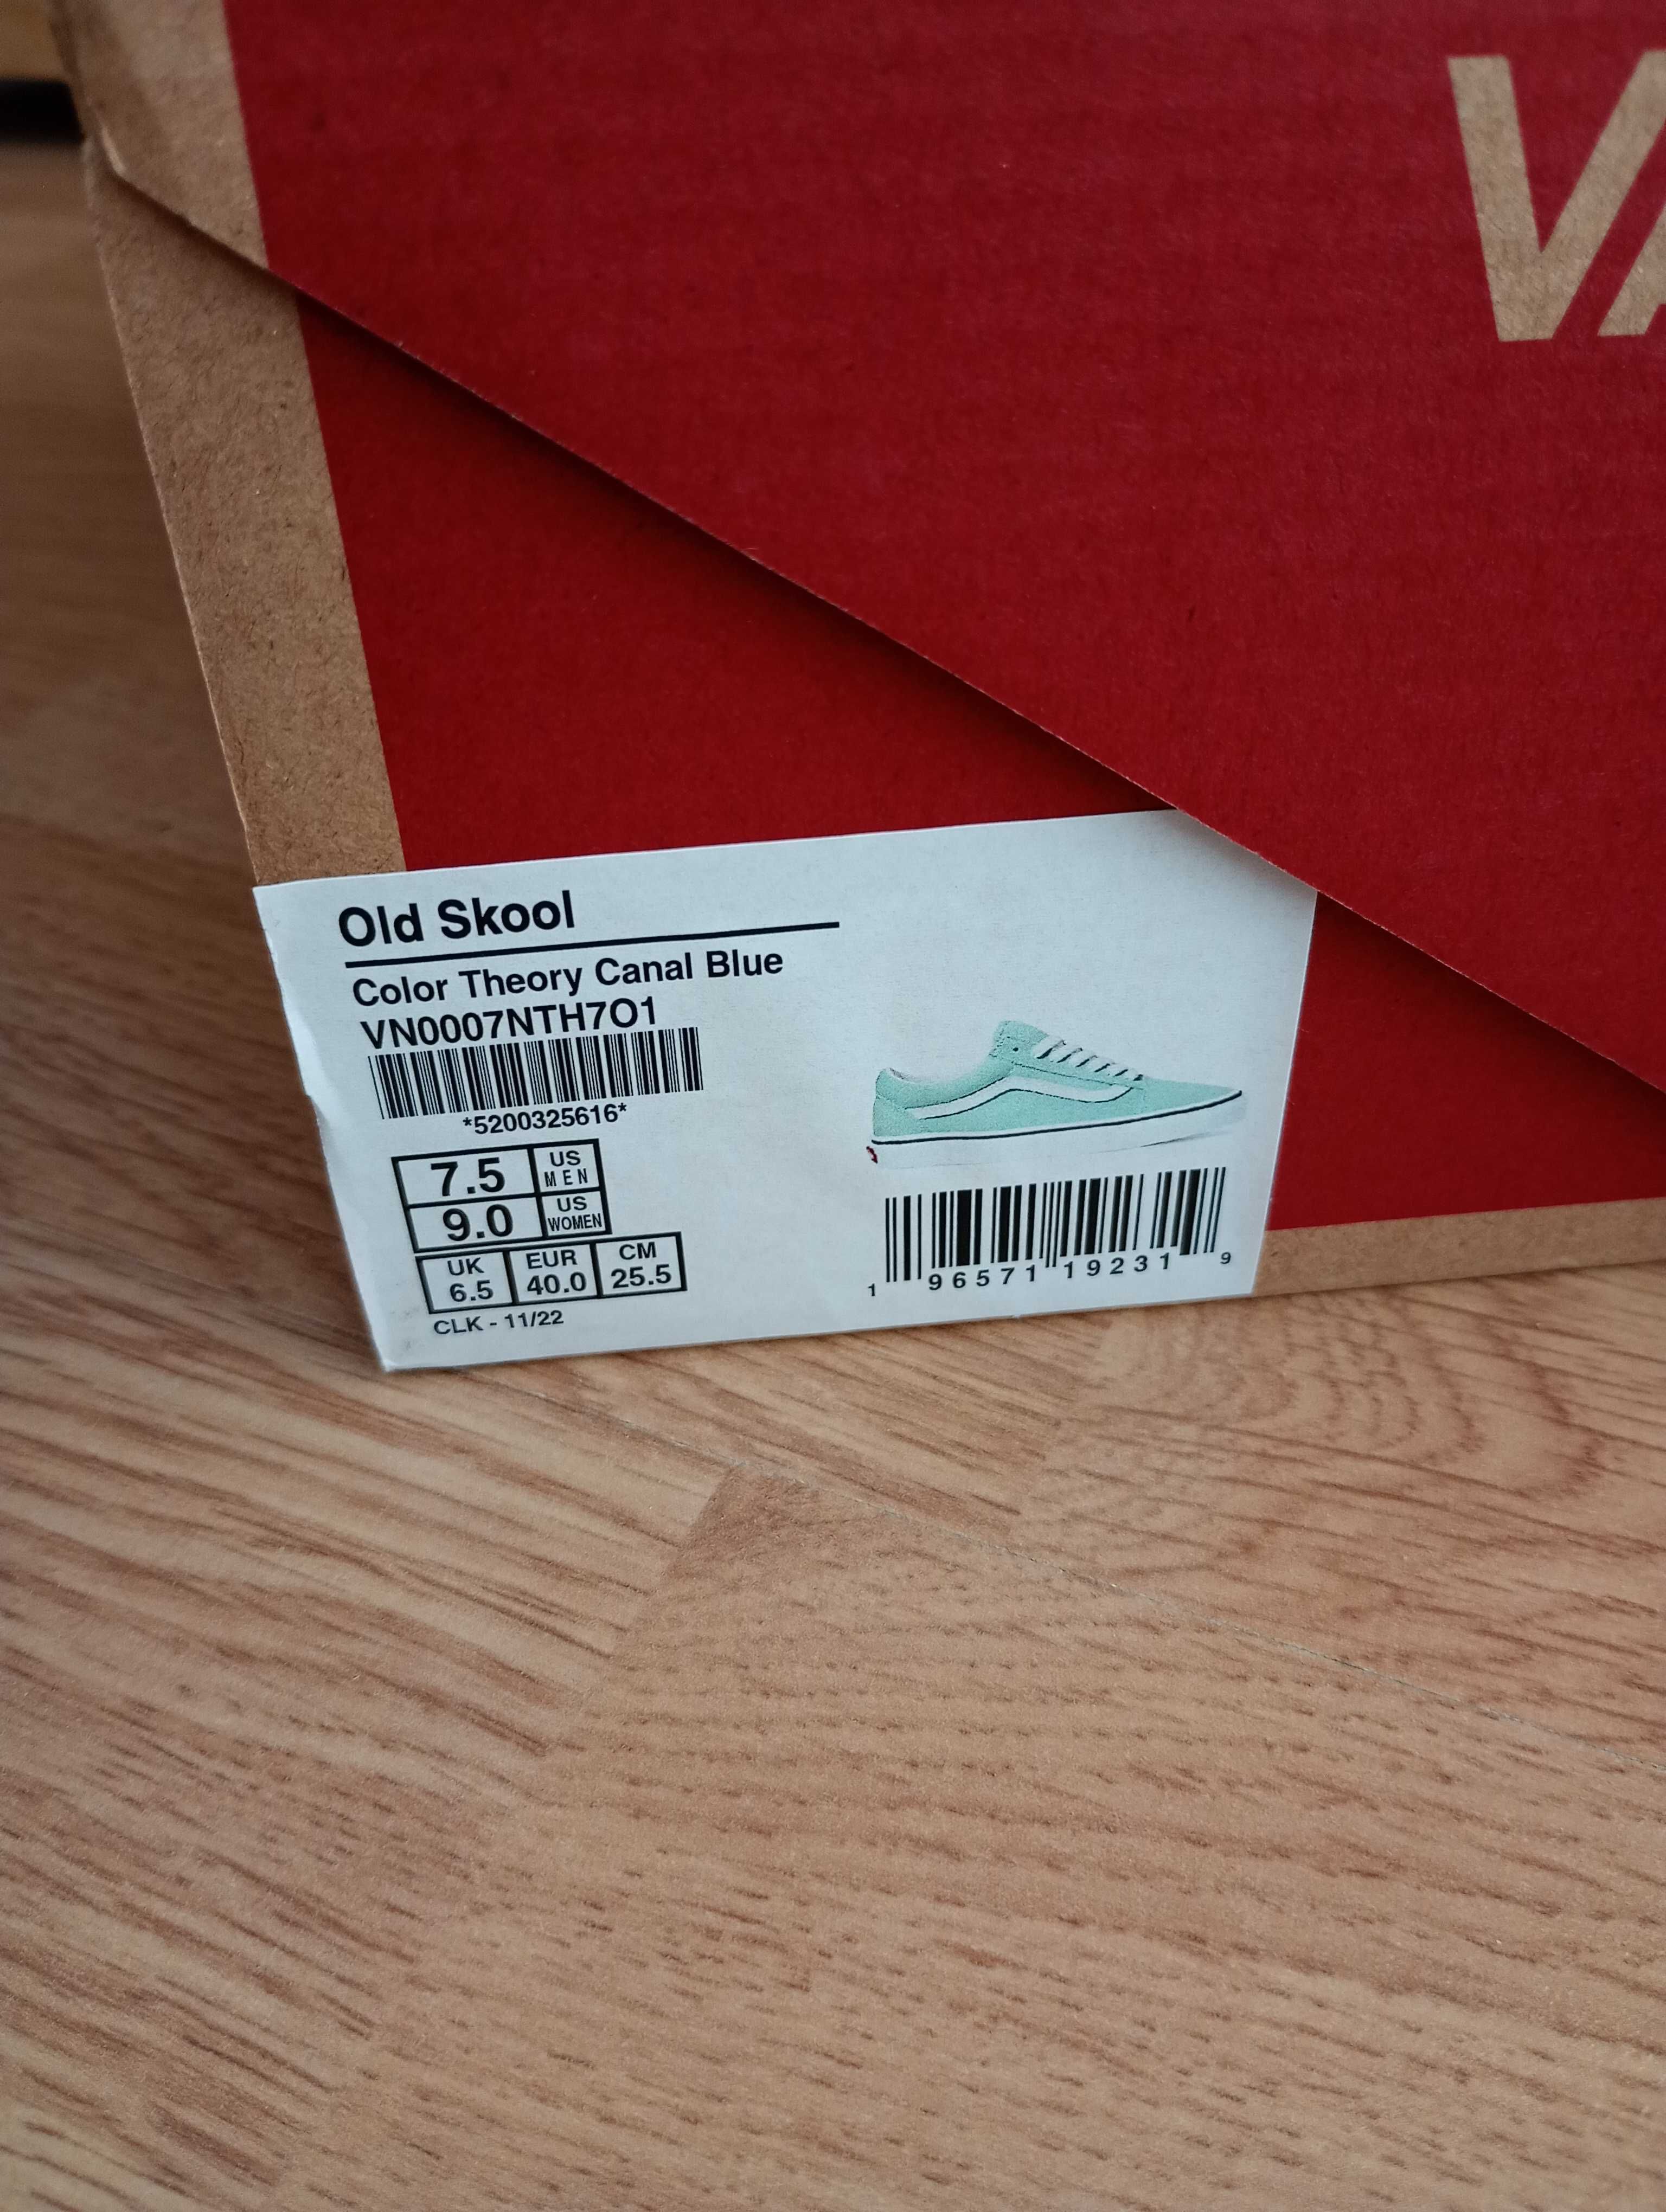 VA
Old Skool
Color Theory Canal Blue
VN0007NTH7O1
*5200325616*
7.5 US MEN
9.0 US WOMEN
UK EUR CM
6.5 40.0 25.5
CLK - 11/22
1 96571 19231 9